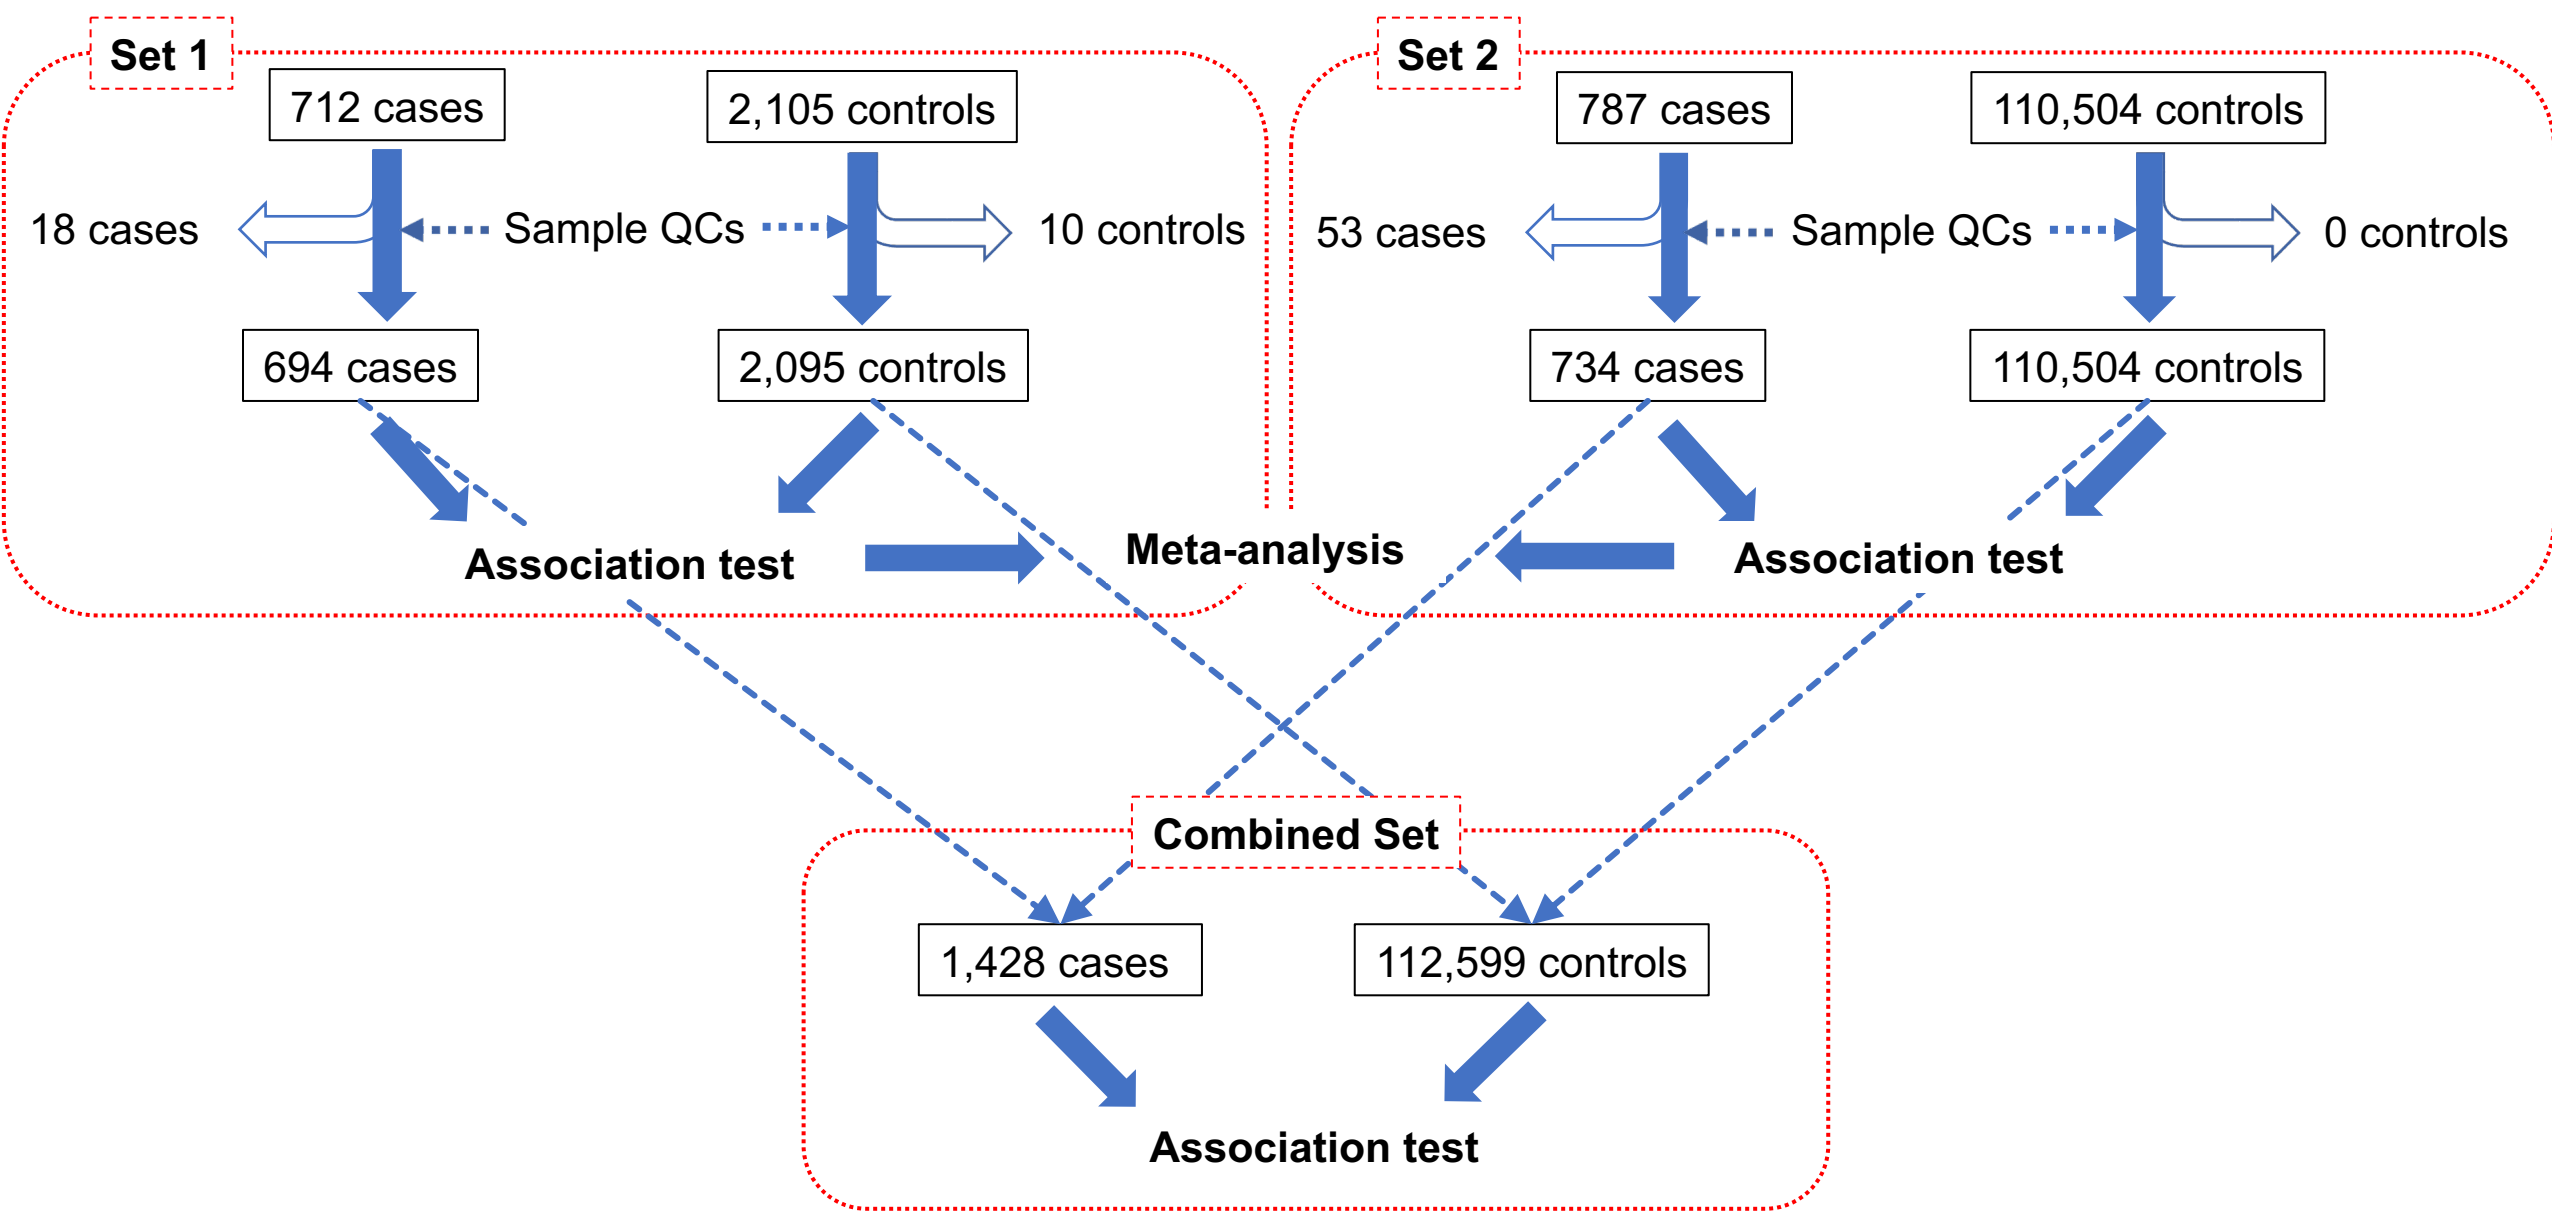 Set 1
712 cases
2,105 controls
18 cases
Sample QCs
10 controls
694 cases
2,095 controls
Association test
Set 2
787 cases
110,504 controls
53 cases
Sample QCs
0 controls
734 cases
110,504 controls
Association test
Meta-analysis
Combined Set
1,428 cases
112,599 controls
Association test